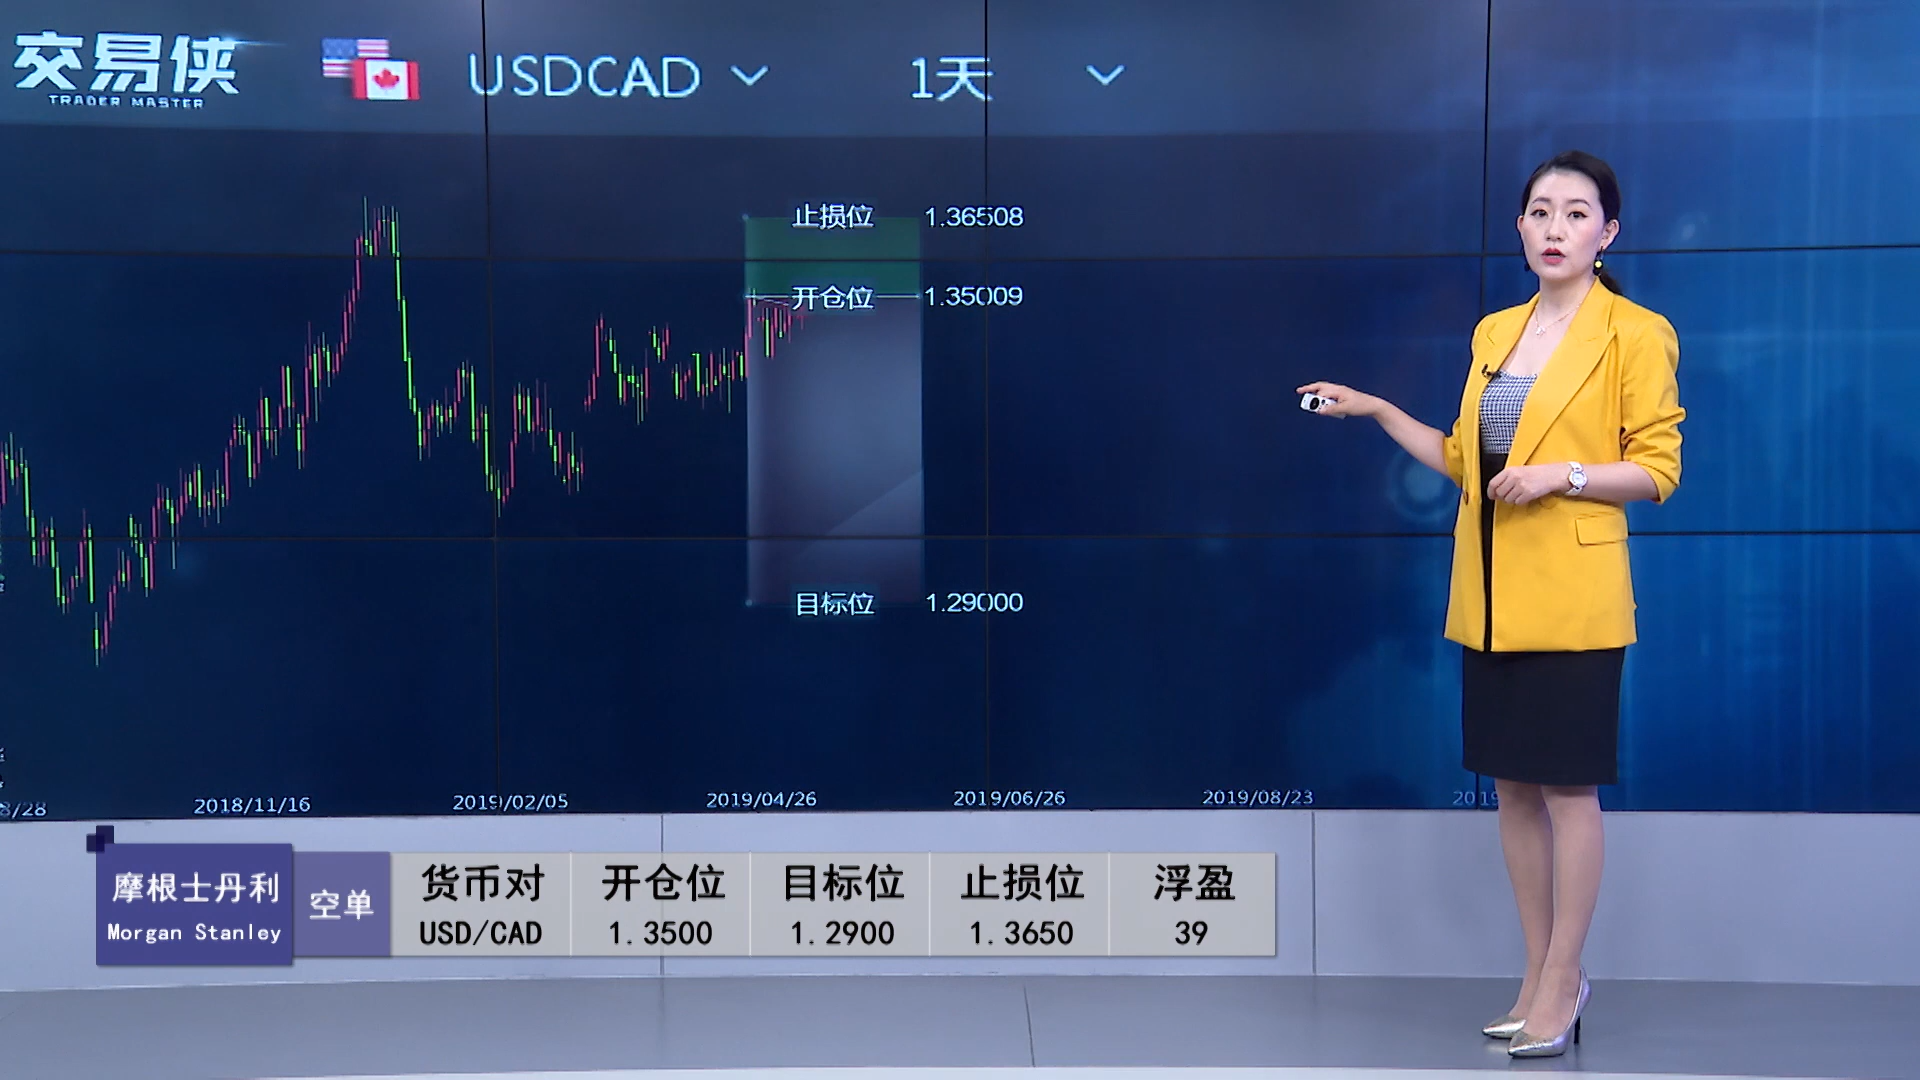 交易侠
TRADER MASTER
USDCAD
1天
止损位 1.36508
开仓位 1.35009
目标位 1.29000
8/28 2018/11/16 2019/02/05 2019/04/26 2019/06/26 2019/08/23 2019
摩根士丹利
Morgan Stanley
空单
货币对 开仓位 目标位 止损位 浮盈
USD/CAD 1.3500 1.2900 1.3650 39